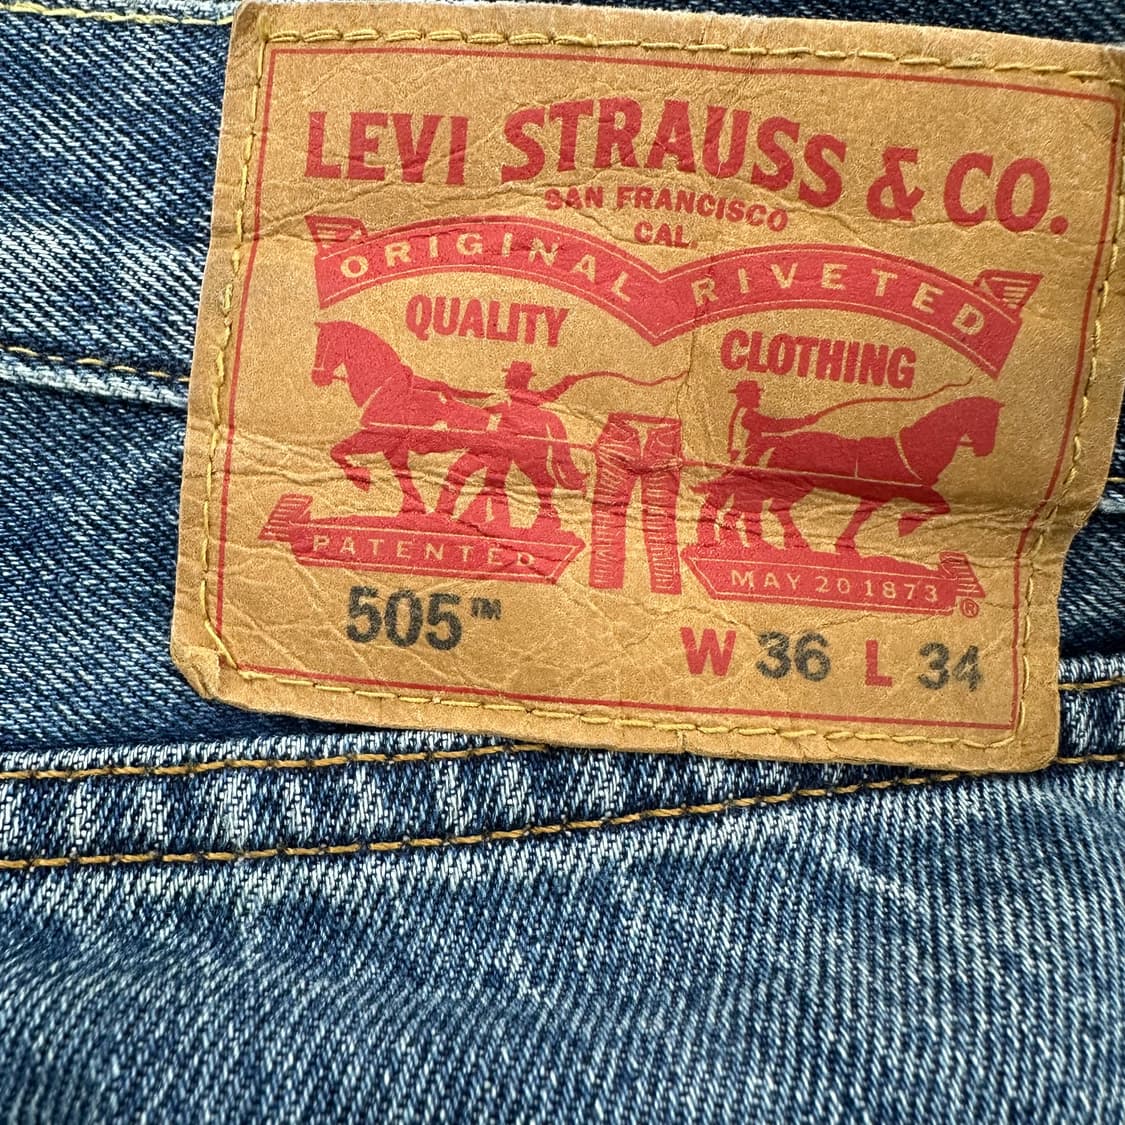 LEVI STRAUSS & CO.
SAN FRANCISCO
CAL.
ORIGINAL RIVETED
QUALITY CLOTHING
PATENTED MAY 20 1873 ®
505™ W 36 L 34